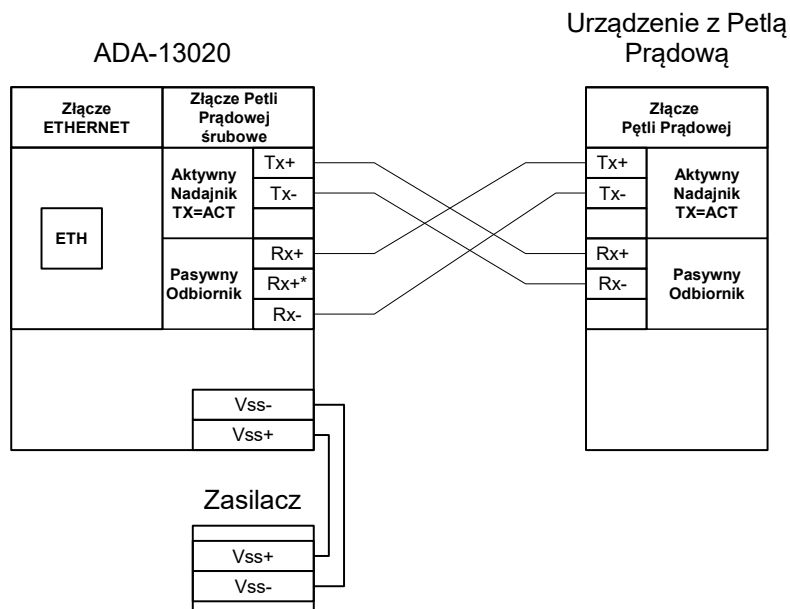 Urządzenie z Petlą
Prądową
ADA-13020
Złącze
ETHERNET
Złącze Petli
Prądowej
śrubowe
Aktywny
Nadajnik
TX=ACT
Tx+
Tx-
ETH
Pasywny
Odbiornik
Rx+
Rx+*
Rx-
Vss-
Vss+
Złącze
Pętli Prądowej
Tx+
Tx-
Aktywny
Nadajnik
TX=ACT
Rx+
Rx-
Pasywny
Odbiornik
Zasilacz
Vss+
Vss-